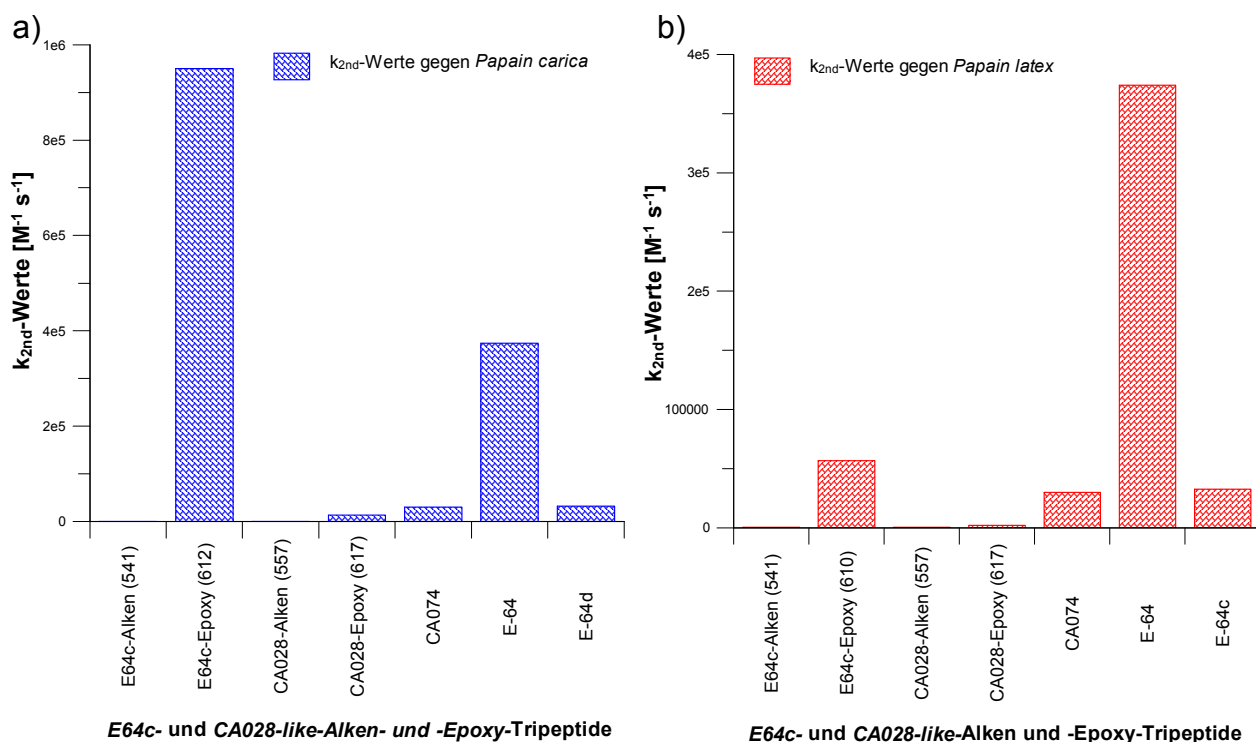 a)
k2nd-Werte gegen Papain carica
k2nd-Werte [M-1 s-1]
1e6
8e5
6e5
4e5
2e5
0
E64c-Alken (541)
E64c-Epoxy (612)
CA028-Alken (557)
CA028-Epoxy (617)
CA074
E-64
E-64d
E64c- und CA028-like-Alken- und -Epoxy-Tripeptide
b)
k2nd-Werte gegen Papain latex
k2nd-Werte [M-1 s-1]
4e5
3e5
2e5
100000
0
E64c-Alken (541)
E64c-Epoxy (610)
CA028-Alken (557)
CA028-Epoxy (617)
CA074
E-64
E-64c
E64c- und CA028-like-Alken und -Epoxy-Tripeptide